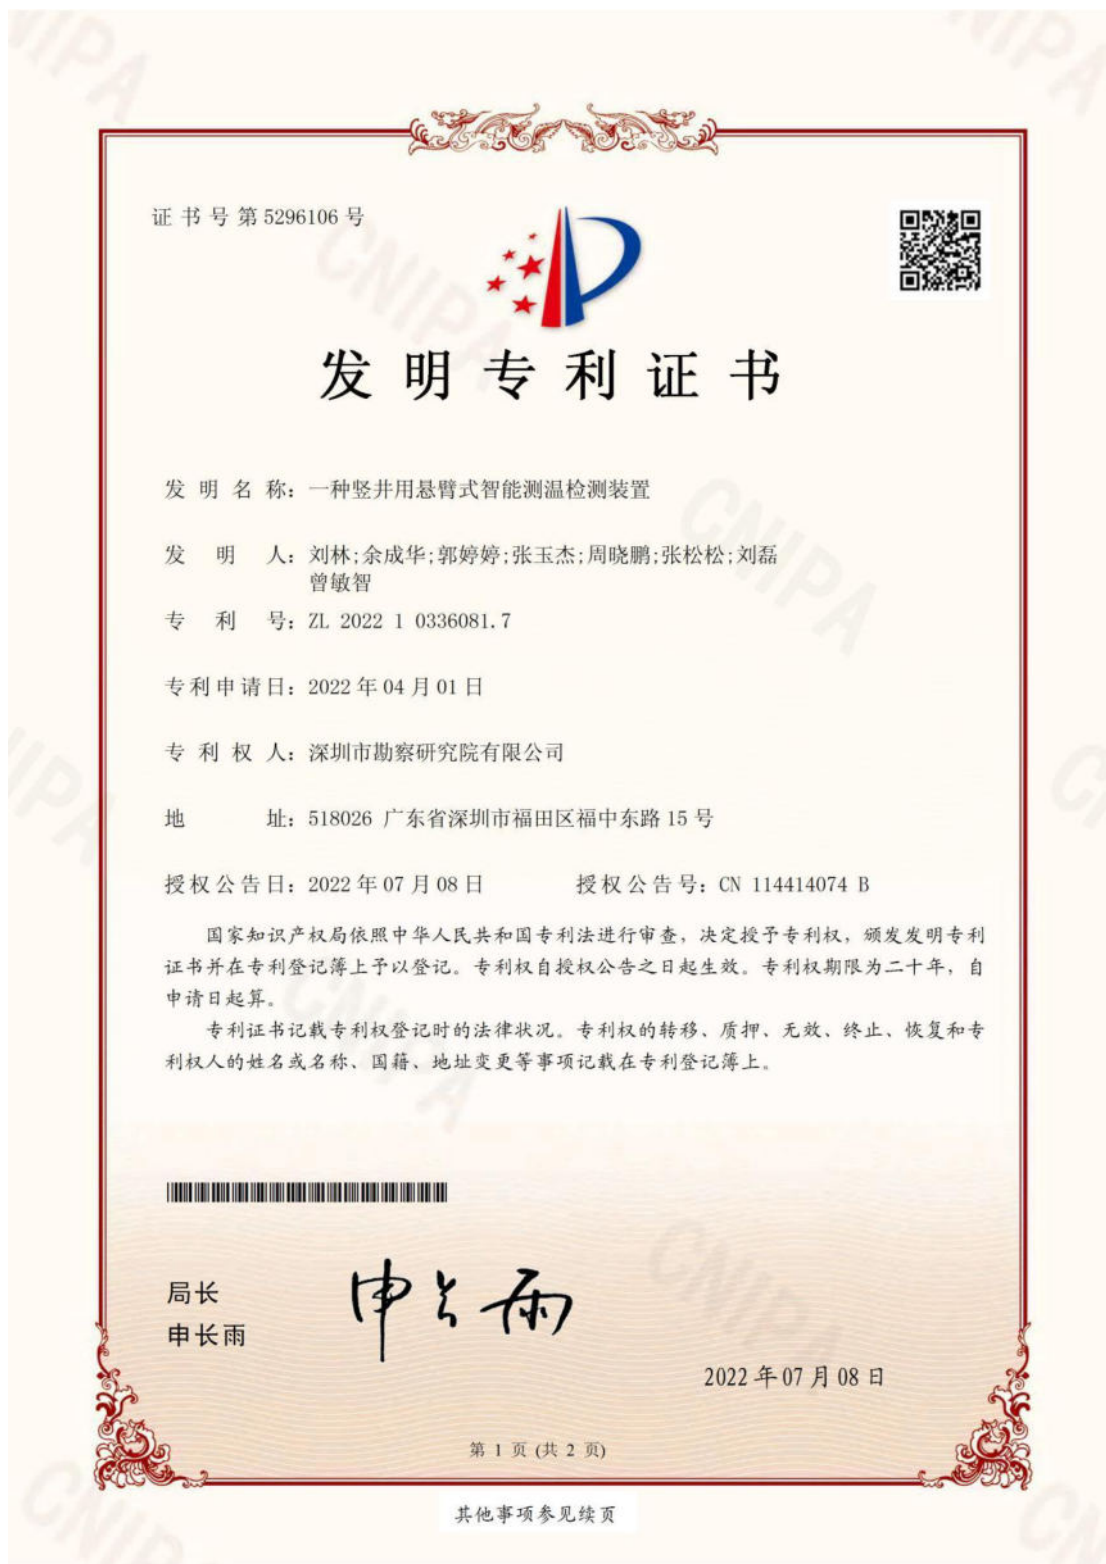 证书号第5296106号
发明专利证书
发明名称：一种竖井用悬臂式智能测温检测装置
发明人：刘林;余成华;郭婷婷;张玉杰;周晓鹏;张松松;刘磊
曾敏智
专利号：ZL 2022 1 0336081.7
专利申请日：2022年04月01日
专利权人：深圳市勘察研究院有限公司
地址：518026 广东省深圳市福田区福中东路15号
授权公告日：2022年07月08日 授权公告号：CN 114414074 B
国家知识产权局依照中华人民共和国专利法进行审查，决定授予专利权，颁发发明专利
证书并在专利登记簿上予以登记。专利权自授权公告之日起生效。专利权期限为二十年，自
申请日起算。
专利证书记载专利权登记时的法律状况。专利权的转移、质押、无效、终止、恢复和专
利权人的姓名或名称、国籍、地址变更等事项记载在专利登记簿上。
局长
申长雨
申长雨
2022年07月08日
第 1 页 (共 2 页)
其他事项参见续页
CNIPA